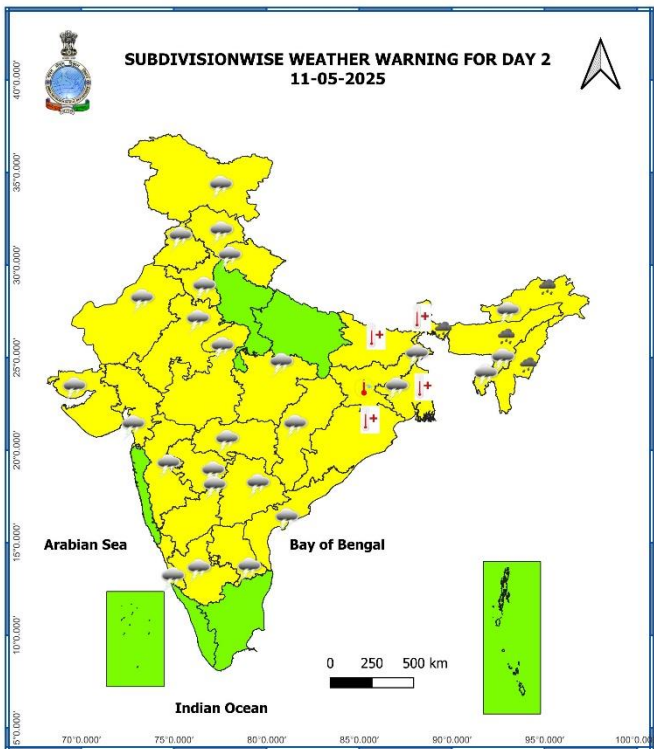 SUBDIVISIONWISE WEATHER WARNING FOR DAY 2
11-05-2025
40°0.000'
35°0.000'
30°0.000'
25°0.000'
20°0.000'
15°0.000'
10°0.000'
5°0.000'
Arabian Sea
Bay of Bengal
0 250 500 km
Indian Ocean
70°0.000' 75°0.000' 80°0.000' 85°0.000' 90°0.000' 95°0.000' 100°0.000'